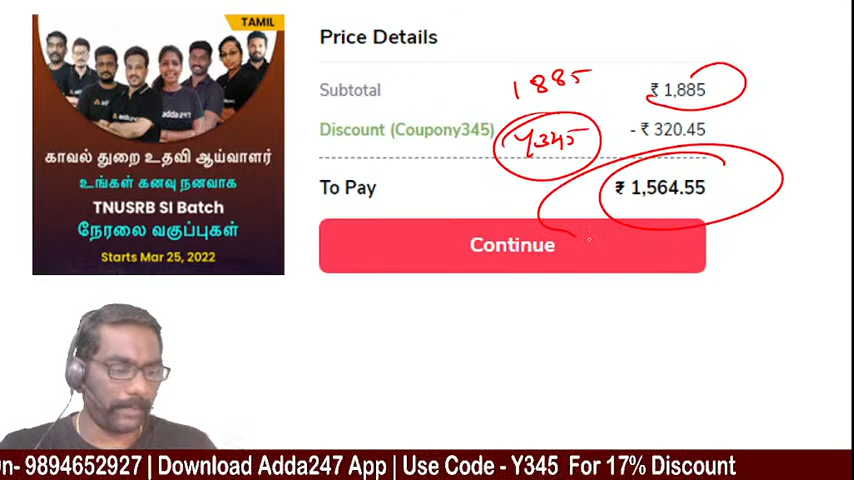 TAMIL
adda247
காவல் துறை உதவி ஆய்வாளர்
உங்கள் கனவு நனவாக
TNUSRB SI Batch
நேரலை வகுப்புகள்
Starts Mar 25, 2022
Price Details
1885
Subtotal ₹ 1,885
Discount (Coupony345) - ₹ 320.45
Y345
To Pay ₹ 1,564.55
Continue
On- 9894652927 | Download Adda247 App | Use Code - Y345 For 17% Discount